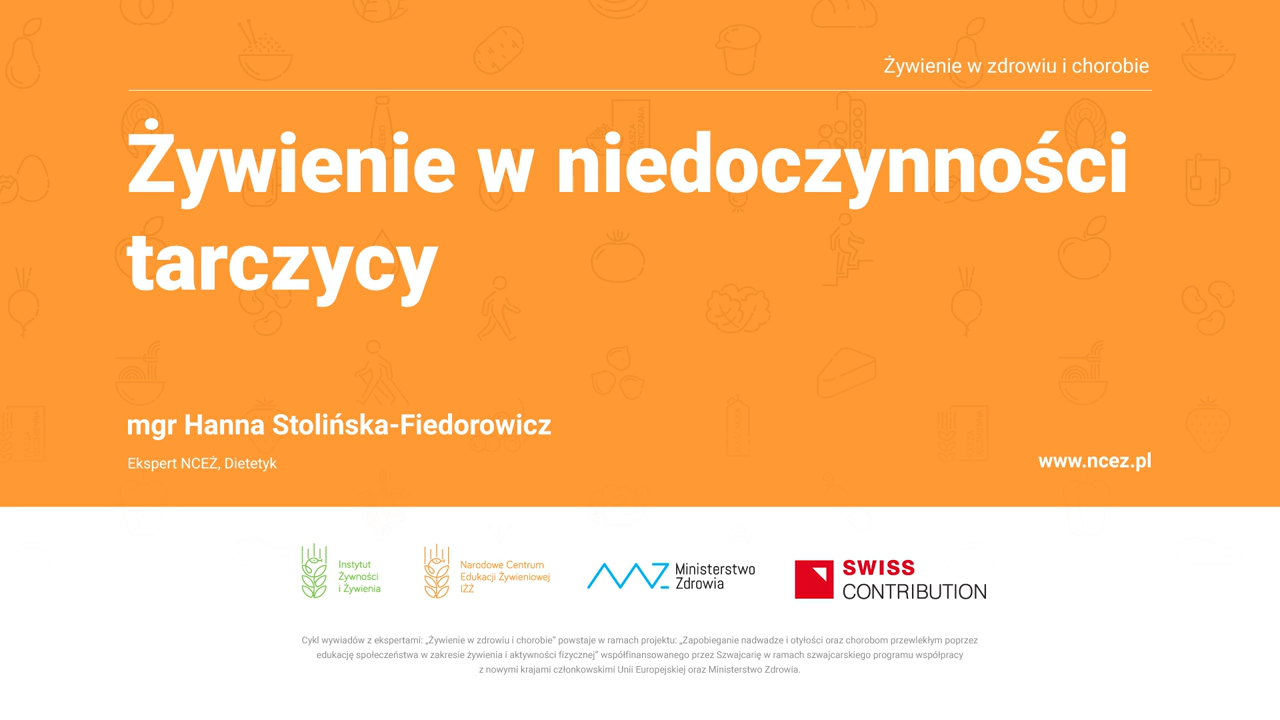 Żywienie w zdrowiu i chorobie
Żywienie w niedoczynności
tarczycy
mgr Hanna Stolińska-Fiedorowicz
Ekspert NCEŻ, Dietetyk
www.ncez.pl
Instytut
Żywności
i Żywienia
Narodowe Centrum
Edukacji Żywieniowej
IŻŻ
Ministerstwo
Zdrowia
SWISS
CONTRIBUTION
Cykl wywiadów z ekspertami: „Żywienie w zdrowiu i chorobie” powstaje w ramach projektu: „Zapobieganie nadwadze i otyłości oraz chorobom przewlekłym poprzez
edukację społeczeństwa w zakresie żywienia i aktywności fizycznej” współfinansowanego przez Szwajcarię w ramach szwajcarskiego programu współpracy
z nowymi krajami członkowskimi Unii Europejskiej oraz Ministerstwo Zdrowia.